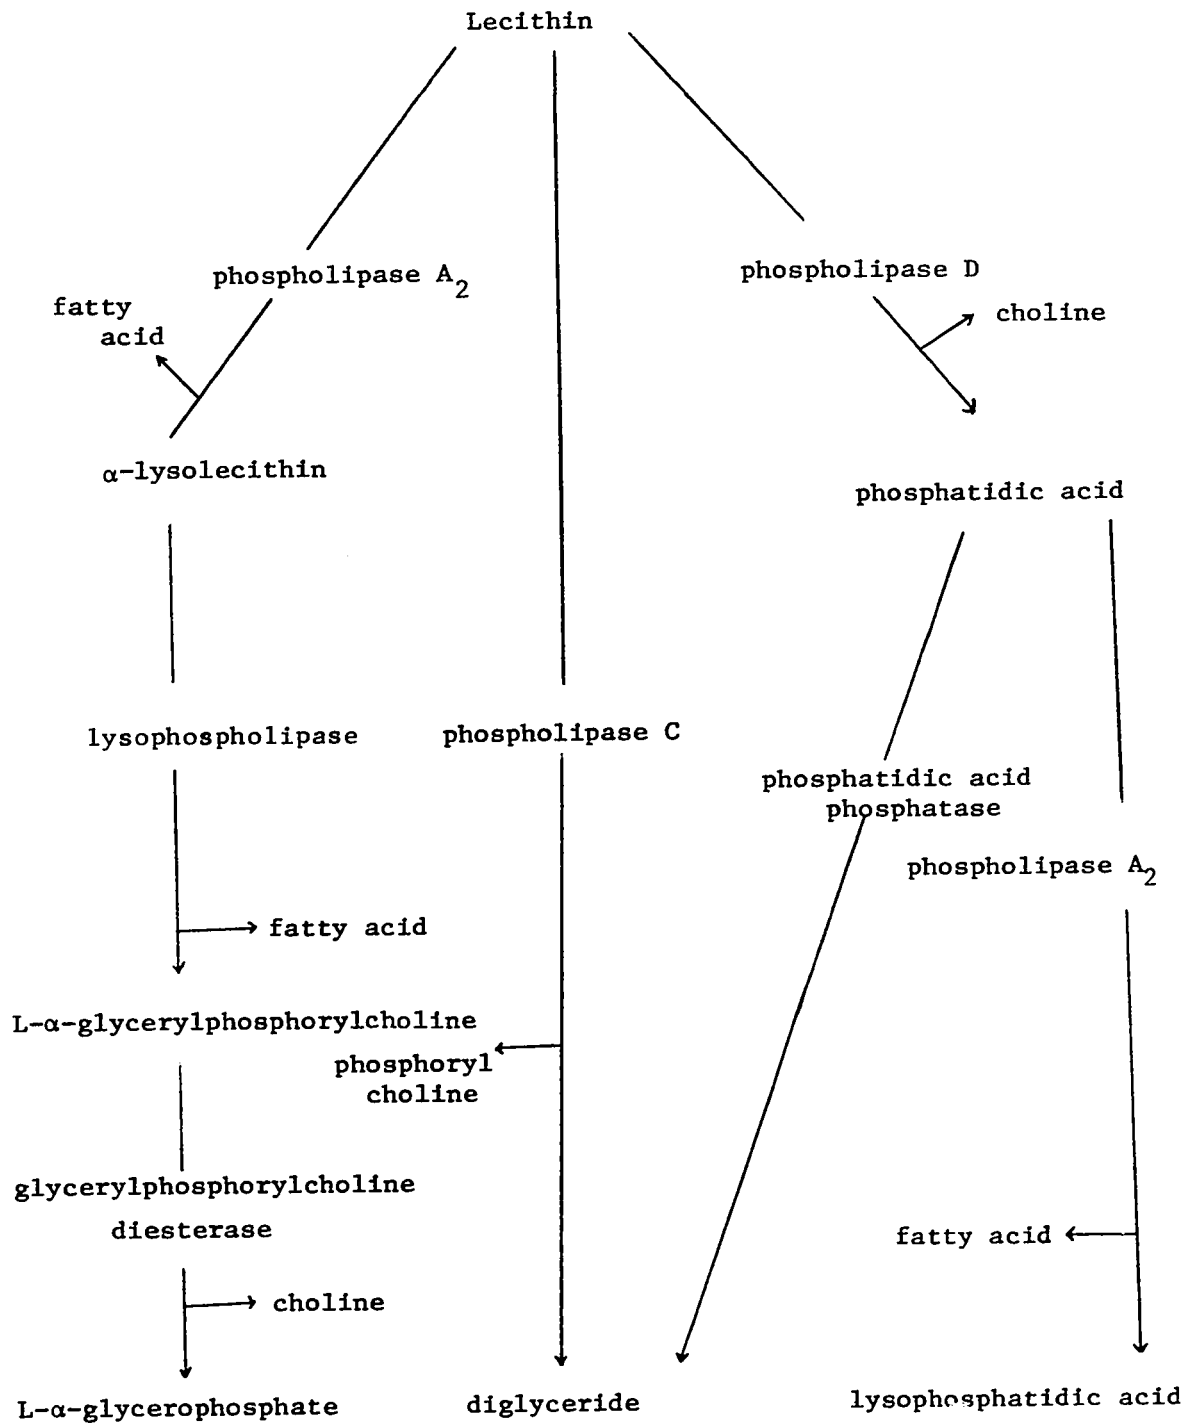 Lecithin
phospholipase A2
phospholipase D
fatty
acid
choline
α-lysolecithin
phosphatidic acid
lysophospholipase
phospholipase C
phosphatidic acid
phosphatase
phospholipase A2
fatty acid
L-α-glycerylphosphorylcholine
phosphoryl
choline
glycerylphosphorylcholine
diesterase
fatty acid
choline
L-α-glycerophosphate
diglyceride
lysophosphatidic acid